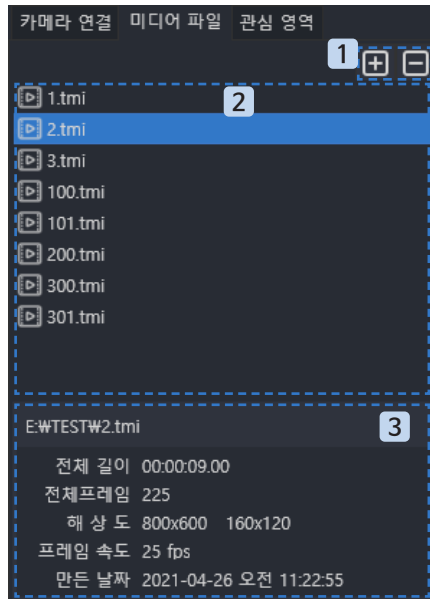 카메라 연결 미디어 파일 관심 영역
1
1.tmi
2
2.tmi
3.tmi
100.tmi
101.tmi
200.tmi
300.tmi
301.tmi
E:₩TEST₩2.tmi
3
전체 길이 00:00:09.00
전체프레임 225
해 상 도 800x600 160x120
프레임 속도 25 fps
만든 날짜 2021-04-26 오전 11:22:55